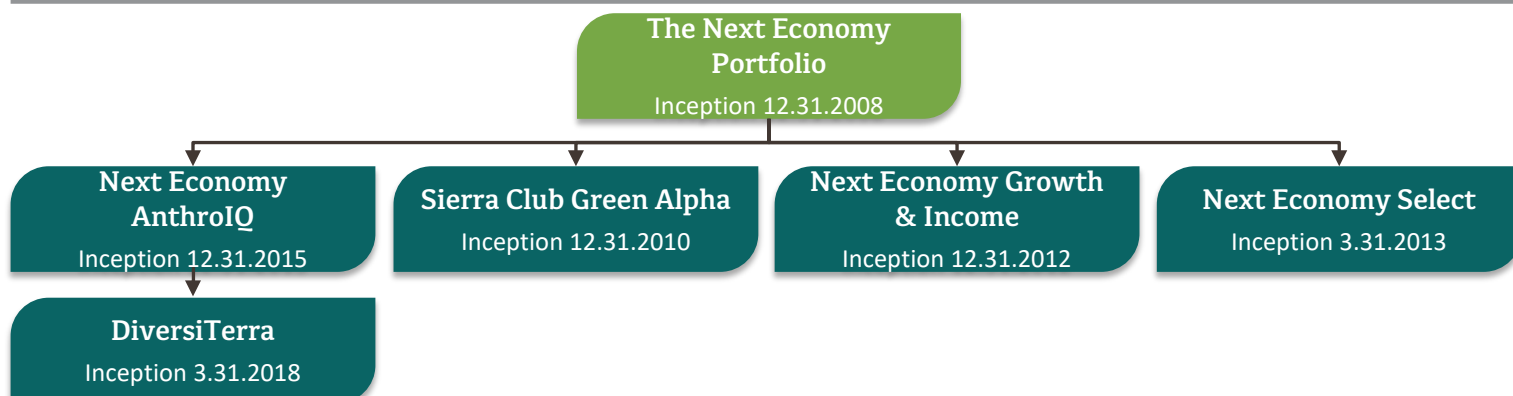 The Next Economy
Portfolio
Inception 12.31.2008
Next Economy
AnthroIQ
Inception 12.31.2015
Sierra Club Green Alpha
Inception 12.31.2010
Next Economy Growth
& Income
Inception 12.31.2012
Next Economy Select
Inception 3.31.2013
DiversiTerra
Inception 3.31.2018